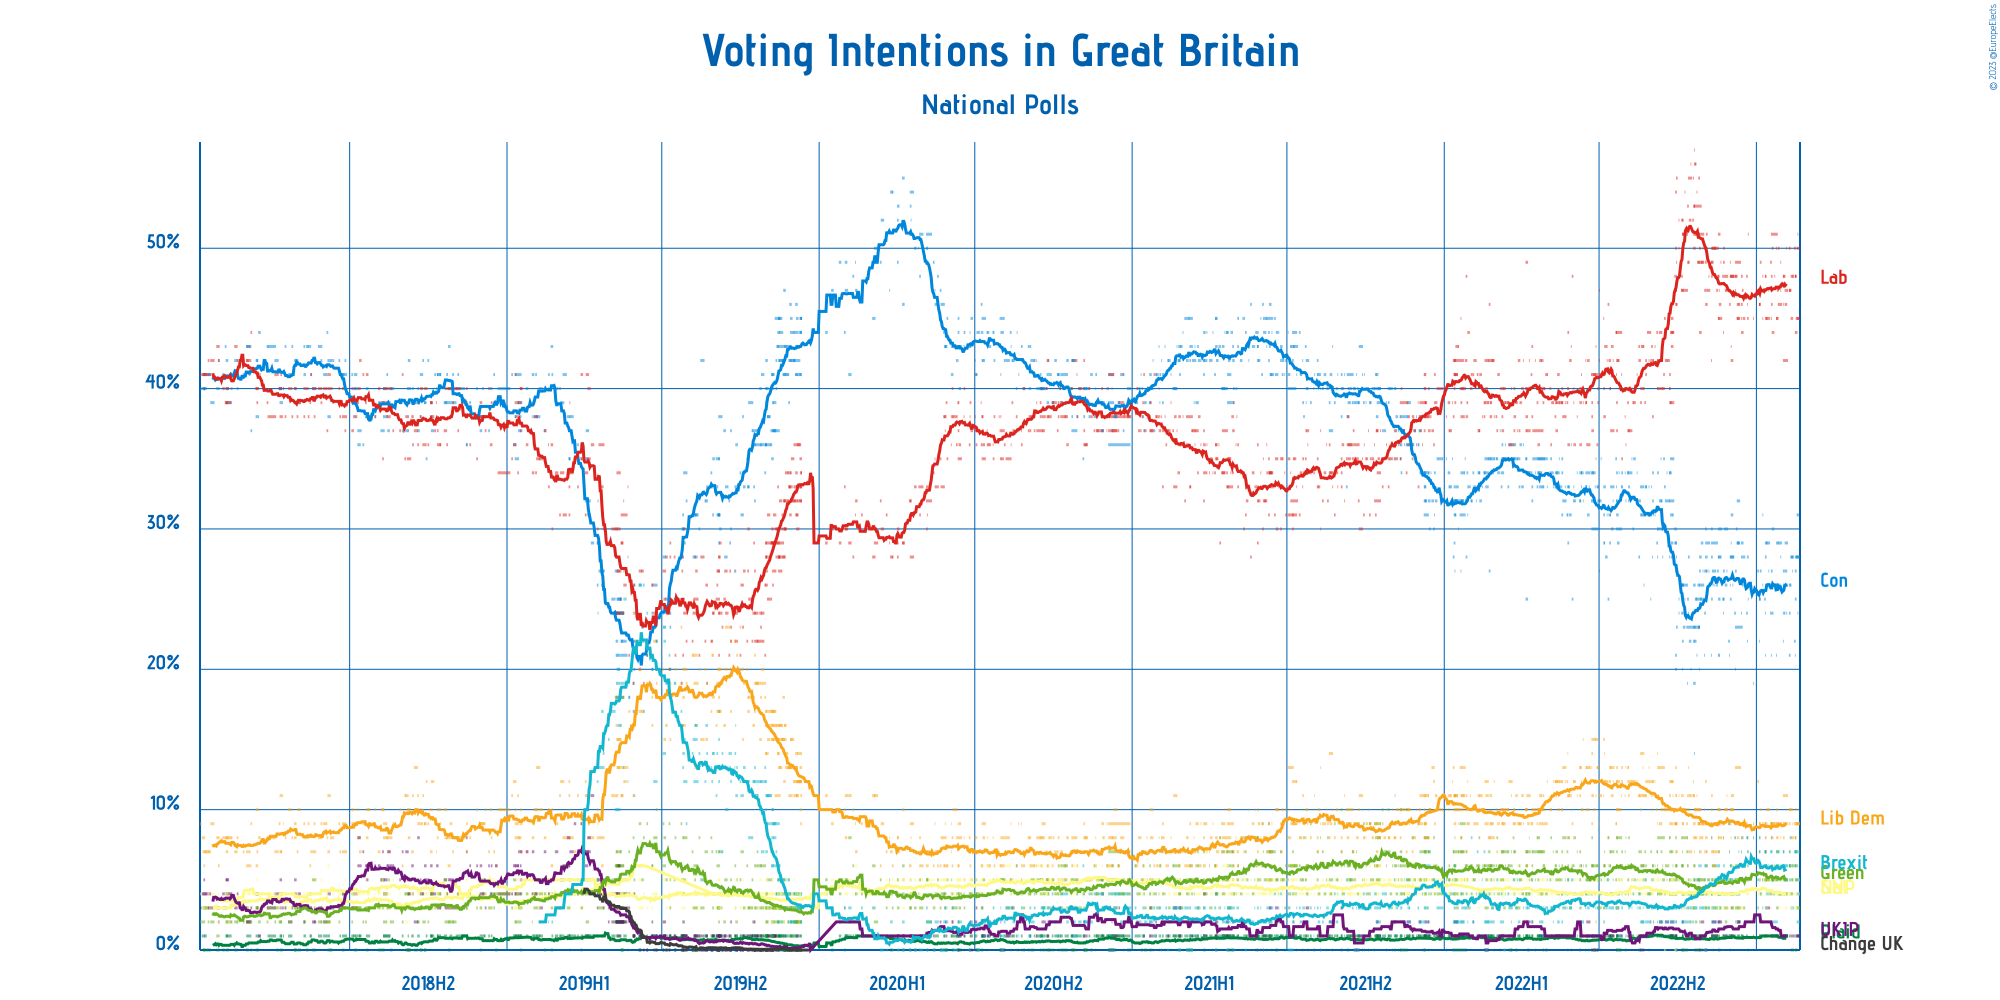 © 2023 @EuropeElects
Voting Intentions in Great Britain
National Polls
50%
40%
30%
20%
10%
0%
Lab
Con
Lib Dem
Brexit
Green
SNP
UKIP
Change UK
2018H2
2019H1
2019H2
2020H1
2020H2
2021H1
2021H2
2022H1
2022H2